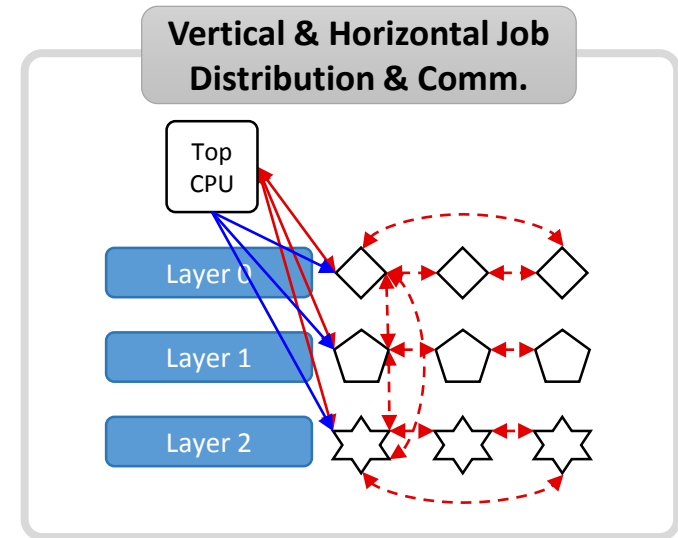 Vertical & Horizontal Job
Distribution & Comm.
Top
CPU
Layer 0
Layer 1
Layer 2